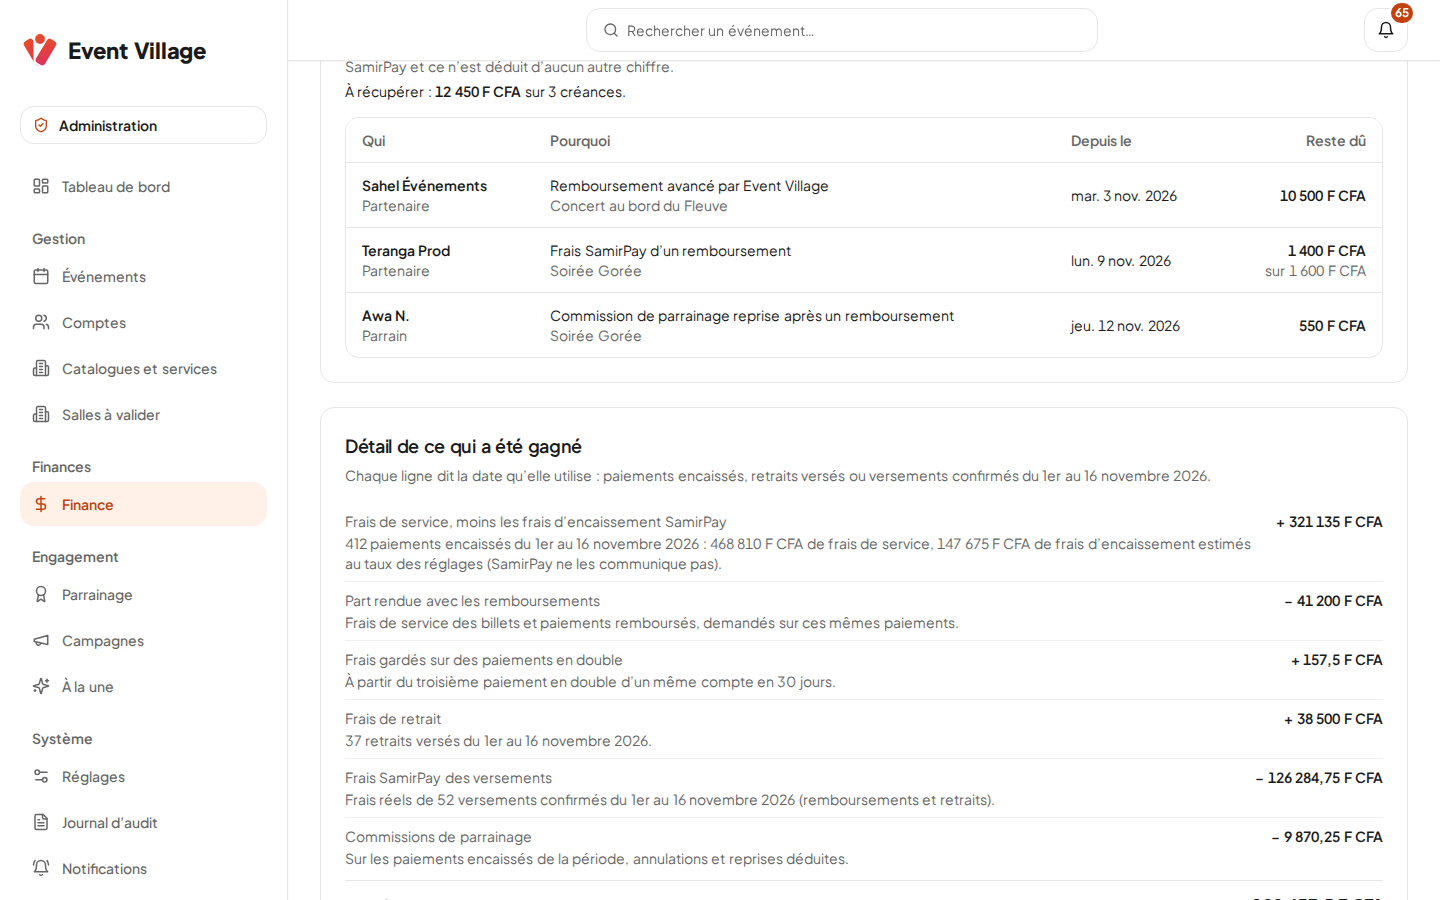 Event Village
Administration
Tableau de bord
Gestion
Événements
Comptes
Catalogues et services
Salles à valider
Finances
Finance
Engagement
Parrainage
Campagnes
À la une
Système
Réglages
Journal d'audit
Notifications
Rechercher un événement…
65
SamirPay et ce n'est déduit d'aucun autre chiffre.
À récupérer : 12 450 F CFA sur 3 créances.
Qui Pourquoi Depuis le Reste dû
Sahel Événements Remboursement avancé par Event Village mar. 3 nov. 2026 10 500 F CFA
Partenaire Concert au bord du Fleuve
Teranga Prod Frais SamirPay d'un remboursement lun. 9 nov. 2026 1 400 F CFA
Partenaire Soirée Gorée sur 1 600 F CFA
Awa N. Commission de parrainage reprise après un remboursement jeu. 12 nov. 2026 550 F CFA
Parrain Soirée Gorée
Détail de ce qui a été gagné
Chaque ligne dit la date qu'elle utilise : paiements encaissés, retraits versés ou versements confirmés du 1er au 16 novembre 2026.
Frais de service, moins les frais d'encaissement SamirPay + 321 135 F CFA
412 paiements encaissés du 1er au 16 novembre 2026 : 468 810 F CFA de frais de service, 147 675 F CFA de frais d'encaissement estimés
au taux des réglages (SamirPay ne les communique pas).
Part rendue avec les remboursements − 41 200 F CFA
Frais de service des billets et paiements remboursés, demandés sur ces mêmes paiements.
Frais gardés sur des paiements en double + 157,5 F CFA
À partir du troisième paiement en double d'un même compte en 30 jours.
Frais de retrait + 38 500 F CFA
37 retraits versés du 1er au 16 novembre 2026.
Frais SamirPay des versements − 126 284,75 F CFA
Frais réels de 52 versements confirmés du 1er au 16 novembre 2026 (remboursements et retraits).
Commissions de parrainage − 9 870,25 F CFA
Sur les paiements encaissés de la période, annulations et reprises déduites.